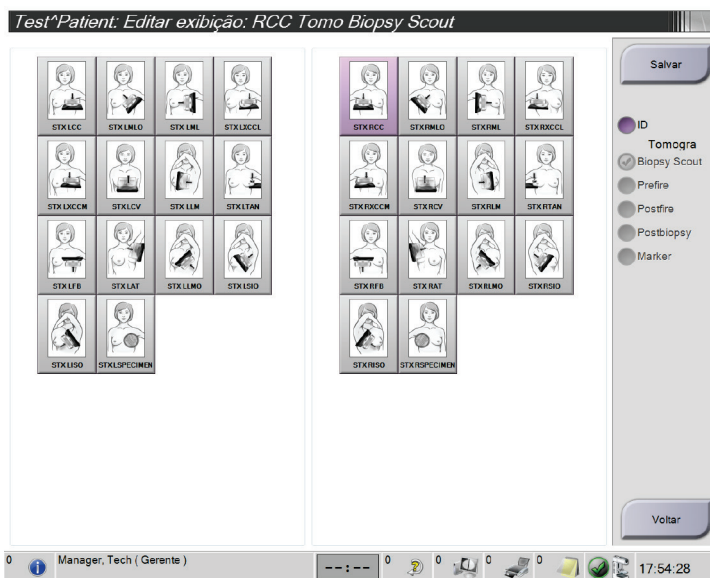 Test^Patient: Editar exibição: RCC Tomo Biopsy Scout
STX LCC STX LMLO STX LML STX LXCCL
STX LXCCM STX LCV STX LLM STX LTAN
STX LFB STX LAT STX LLMO STX LSIO
STX LISO STX LSPECIMEN
STX RCC STX RMLO STX RML STX RXCCL
STX RXCCM STX RCV STX RLM STX RTAN
STX RFB STX RAT STX RLMO STX RSIO
STX RISO STX RSPECIMEN
Salvar
ID
Tomogra
Biopsy Scout
Prefire
Postfire
Postbiopsy
Marker
Voltar
0 Manager, Tech ( Gerente ) --:-- 0 0 0 0 17:54:28